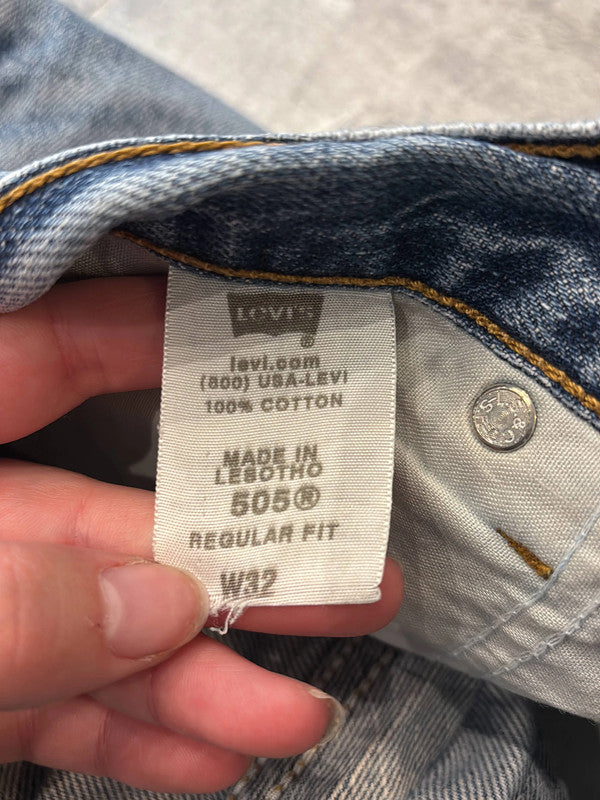 LEVI'S®
levi.com
(800) USA-LEVI
100% COTTON
MADE IN
LESOTHO
505®
REGULAR FIT
W32